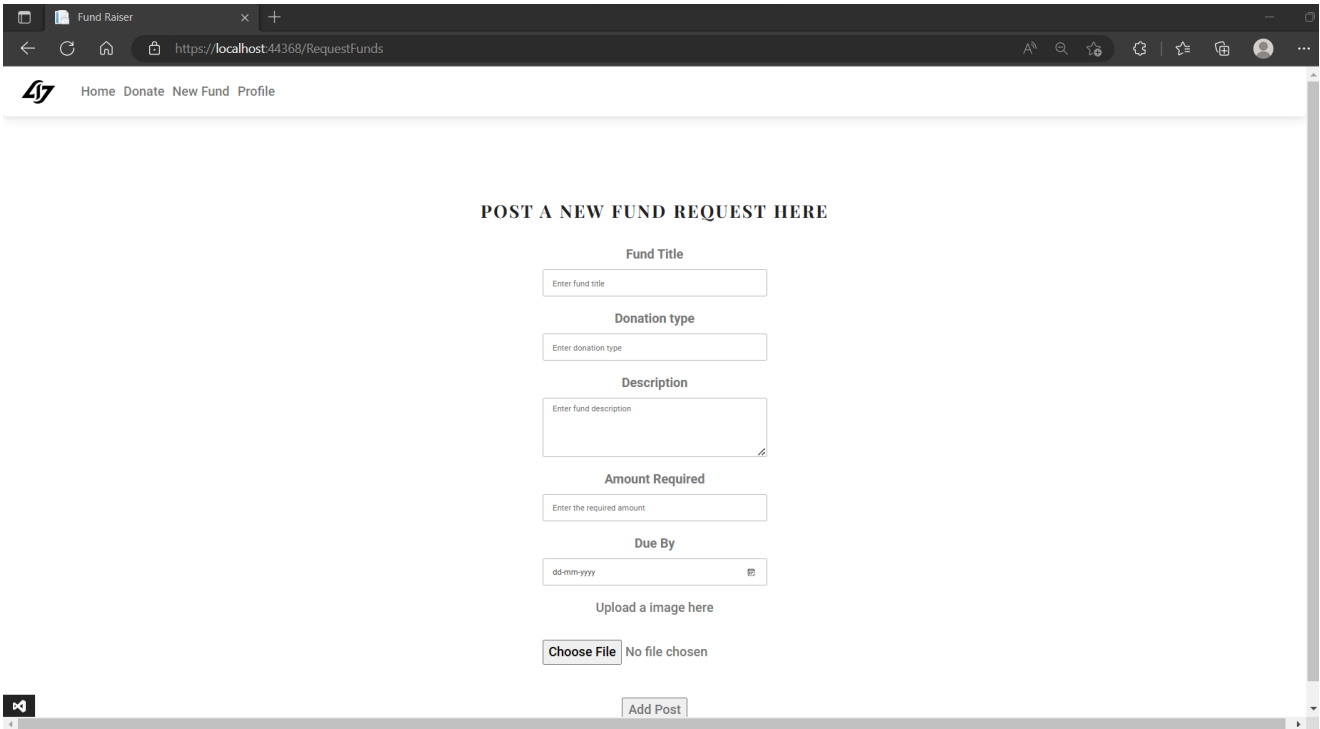 Fund Raiser
https://localhost:44368/RequestFunds
Home Donate New Fund Profile
POST A NEW FUND REQUEST HERE
Fund Title
Enter fund title
Donation type
Enter donation type
Description
Enter fund description
Amount Required
Enter the required amount
Due By
dd-mm-yyyy
Upload a image here
Choose File No file chosen
Add Post